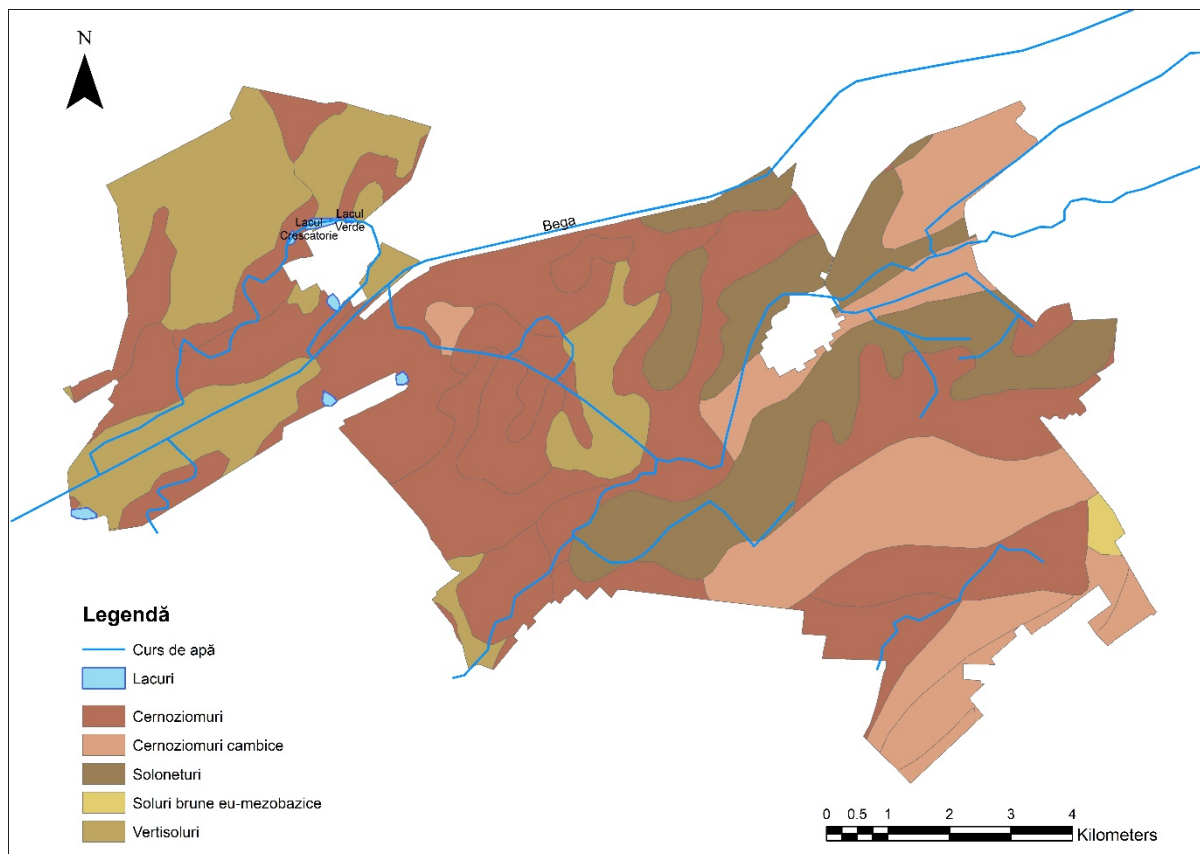 N
Lacul
Verde
Lacul
Crescatorie
Bega
Legendă
Curs de apă
Lacuri
Cernoziomuri
Cernoziomuri cambice
Soloneturi
Soluri brune eu-mezobazice
Vertisoluri
0 0.5 1 2 3 4
Kilometers